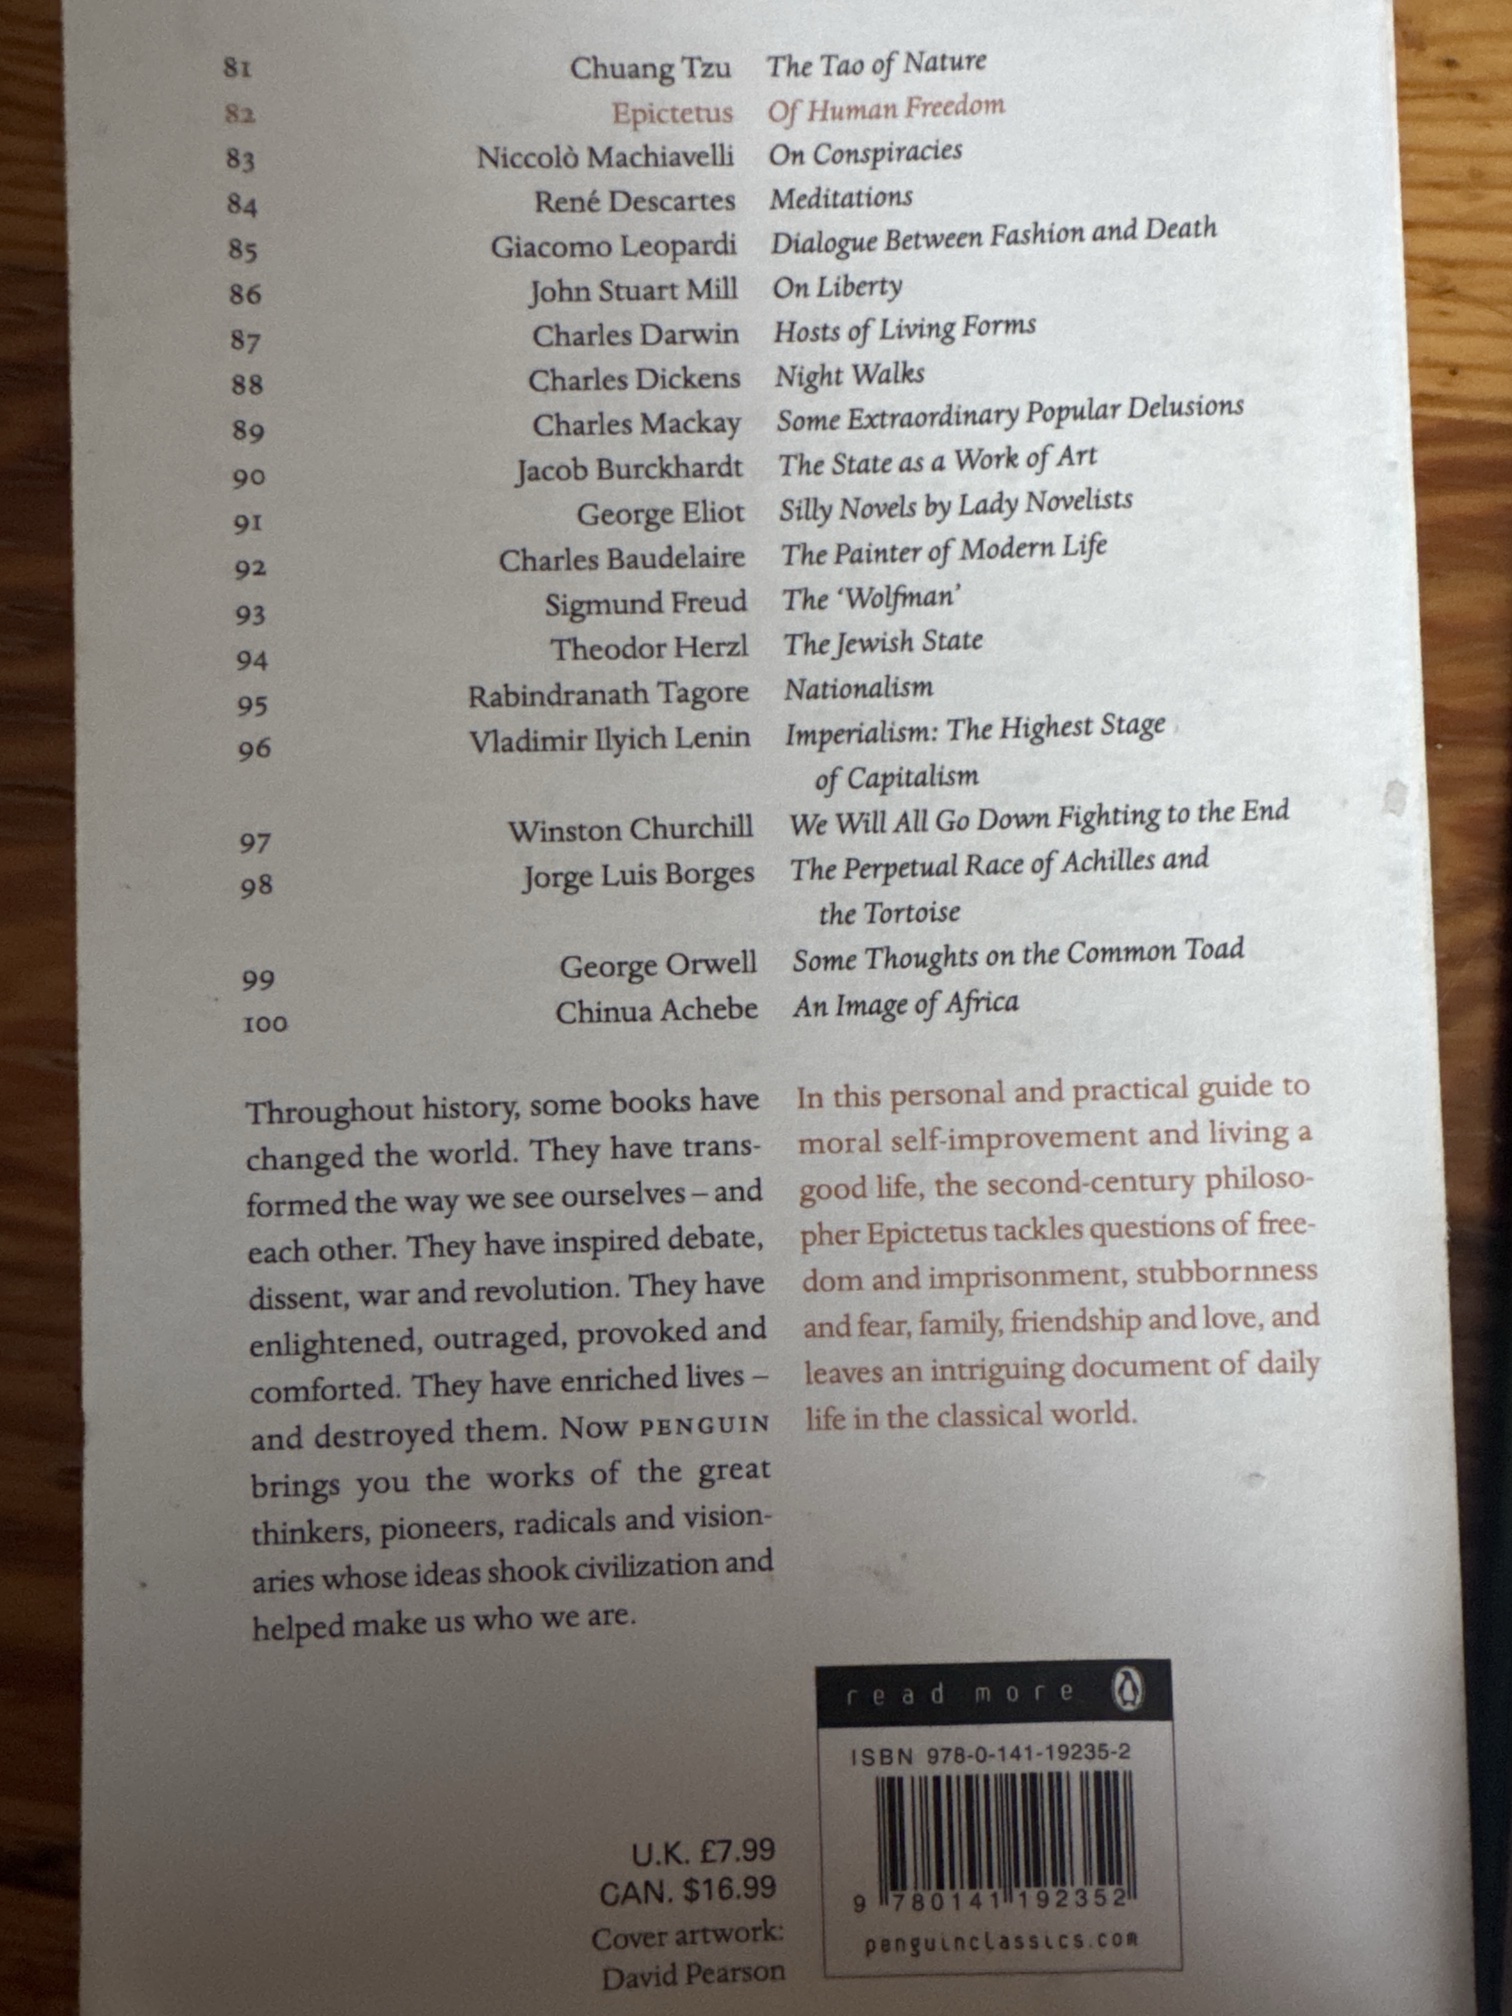 81 Chuang Tzu The Tao of Nature
82 Epictetus Of Human Freedom
83 Niccolò Machiavelli On Conspiracies
84 René Descartes Meditations
85 Giacomo Leopardi Dialogue Between Fashion and Death
86 John Stuart Mill On Liberty
87 Charles Darwin Hosts of Living Forms
88 Charles Dickens Night Walks
89 Charles Mackay Some Extraordinary Popular Delusions
90 Jacob Burckhardt The State as a Work of Art
91 George Eliot Silly Novels by Lady Novelists
92 Charles Baudelaire The Painter of Modern Life
93 Sigmund Freud The ‘Wolfman’
94 Theodor Herzl The Jewish State
95 Rabindranath Tagore Nationalism
96 Vladimir Ilyich Lenin Imperialism: The Highest Stage
of Capitalism
97 Winston Churchill We Will All Go Down Fighting to the End
98 Jorge Luis Borges The Perpetual Race of Achilles and
the Tortoise
99 George Orwell Some Thoughts on the Common Toad
100 Chinua Achebe An Image of Africa
Throughout history, some books have
changed the world. They have trans-
formed the way we see ourselves – and
each other. They have inspired debate,
dissent, war and revolution. They have
enlightened, outraged, provoked and
comforted. They have enriched lives –
and destroyed them. Now PENGUIN
brings you the works of the great
thinkers, pioneers, radicals and vision-
aries whose ideas shook civilization and
helped make us who we are.
In this personal and practical guide to
moral self-improvement and living a
good life, the second-century philoso-
pher Epictetus tackles questions of free-
dom and imprisonment, stubbornness
and fear, family, friendship and love, and
leaves an intriguing document of daily
life in the classical world.
read more
ISBN 978-0-141-19235-2
9 780141 192352
penguinclassics.com
U.K. £7.99
CAN. $16.99
Cover artwork:
David Pearson